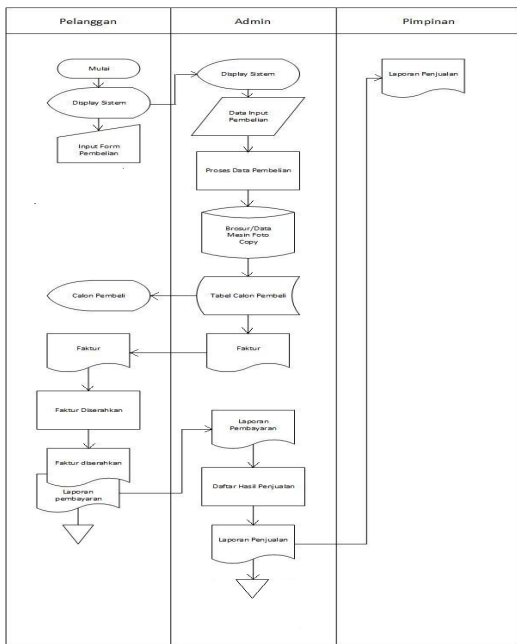 Pelanggan
Admin
Pimpinan
Mulai
Display Sistem
Input Form
Pembelian
Display Sistem
Data Input
Pembelian
Proses Data Pembelian
Brosur/Data
Mesin Foto
Copy
Tabel Calon Pembeli
Calon Pembeli
Faktur
Faktur
Faktur Diserahkan
Faktur diserahkan
Laporan
pembayaran
Laporan
Pembayaran
Daftar Hasil Penjualan
Laporan Penjualan
Laporan Penjualan